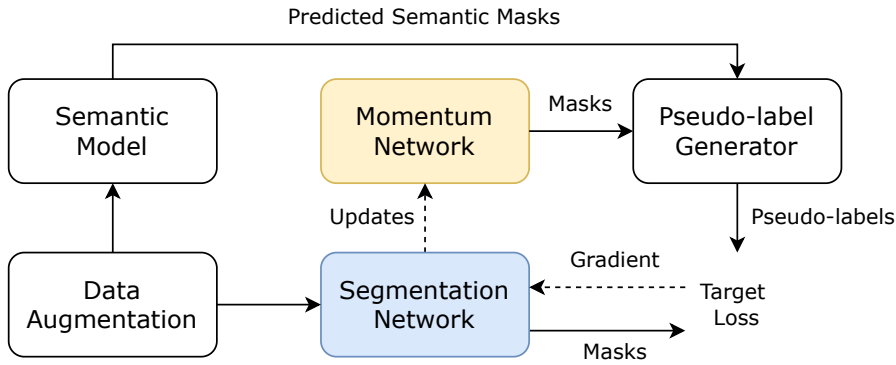 Predicted Semantic Masks
Semantic
Model
Momentum
Network
Masks
Pseudo-label
Generator
Updates
Pseudo-labels
Data
Augmentation
Segmentation
Network
Gradient
Target
Loss
Masks